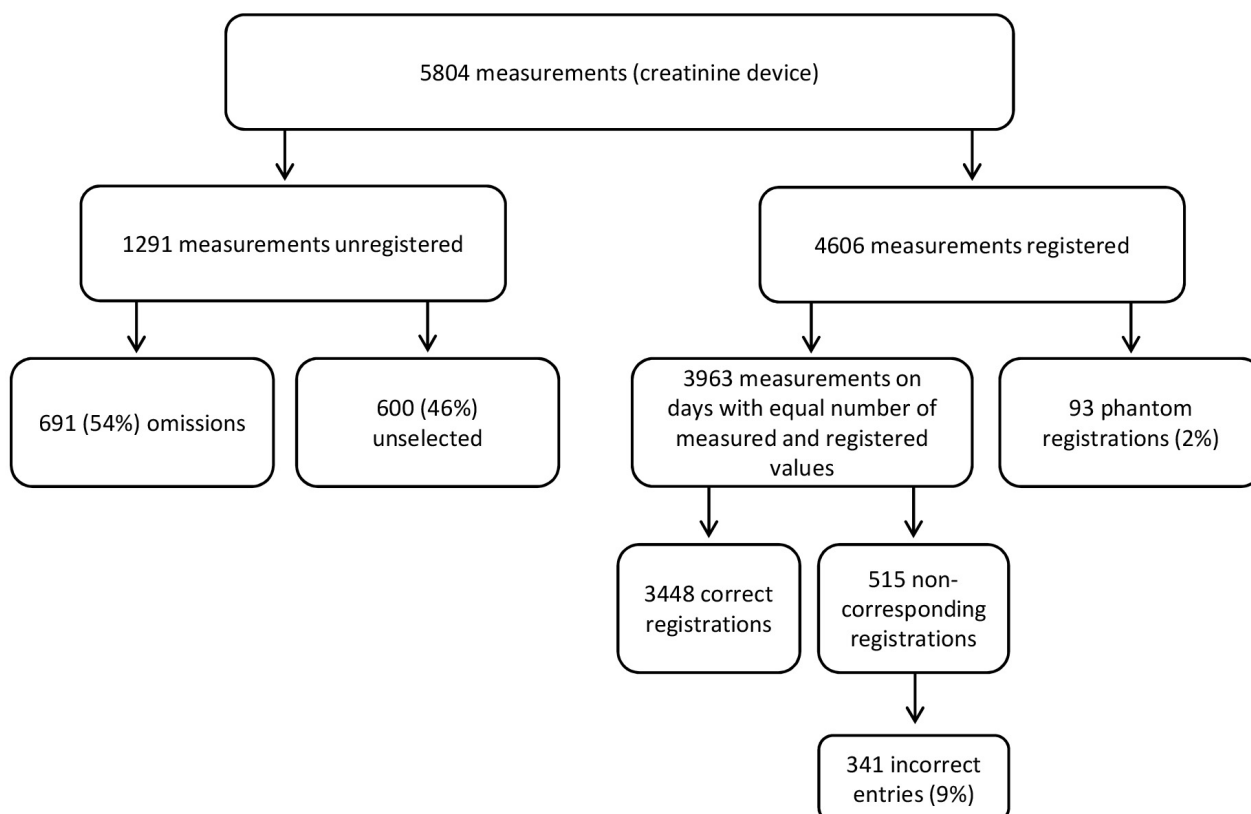 5804 measurements (creatinine device)
1291 measurements unregistered
4606 measurements registered
691 (54%) omissions
600 (46%)
unselected
3963 measurements on
days with equal number of
measured and registered
values
93 phantom
registrations (2%)
3448 correct
registrations
515 non-
corresponding
registrations
341 incorrect
entries (9%)